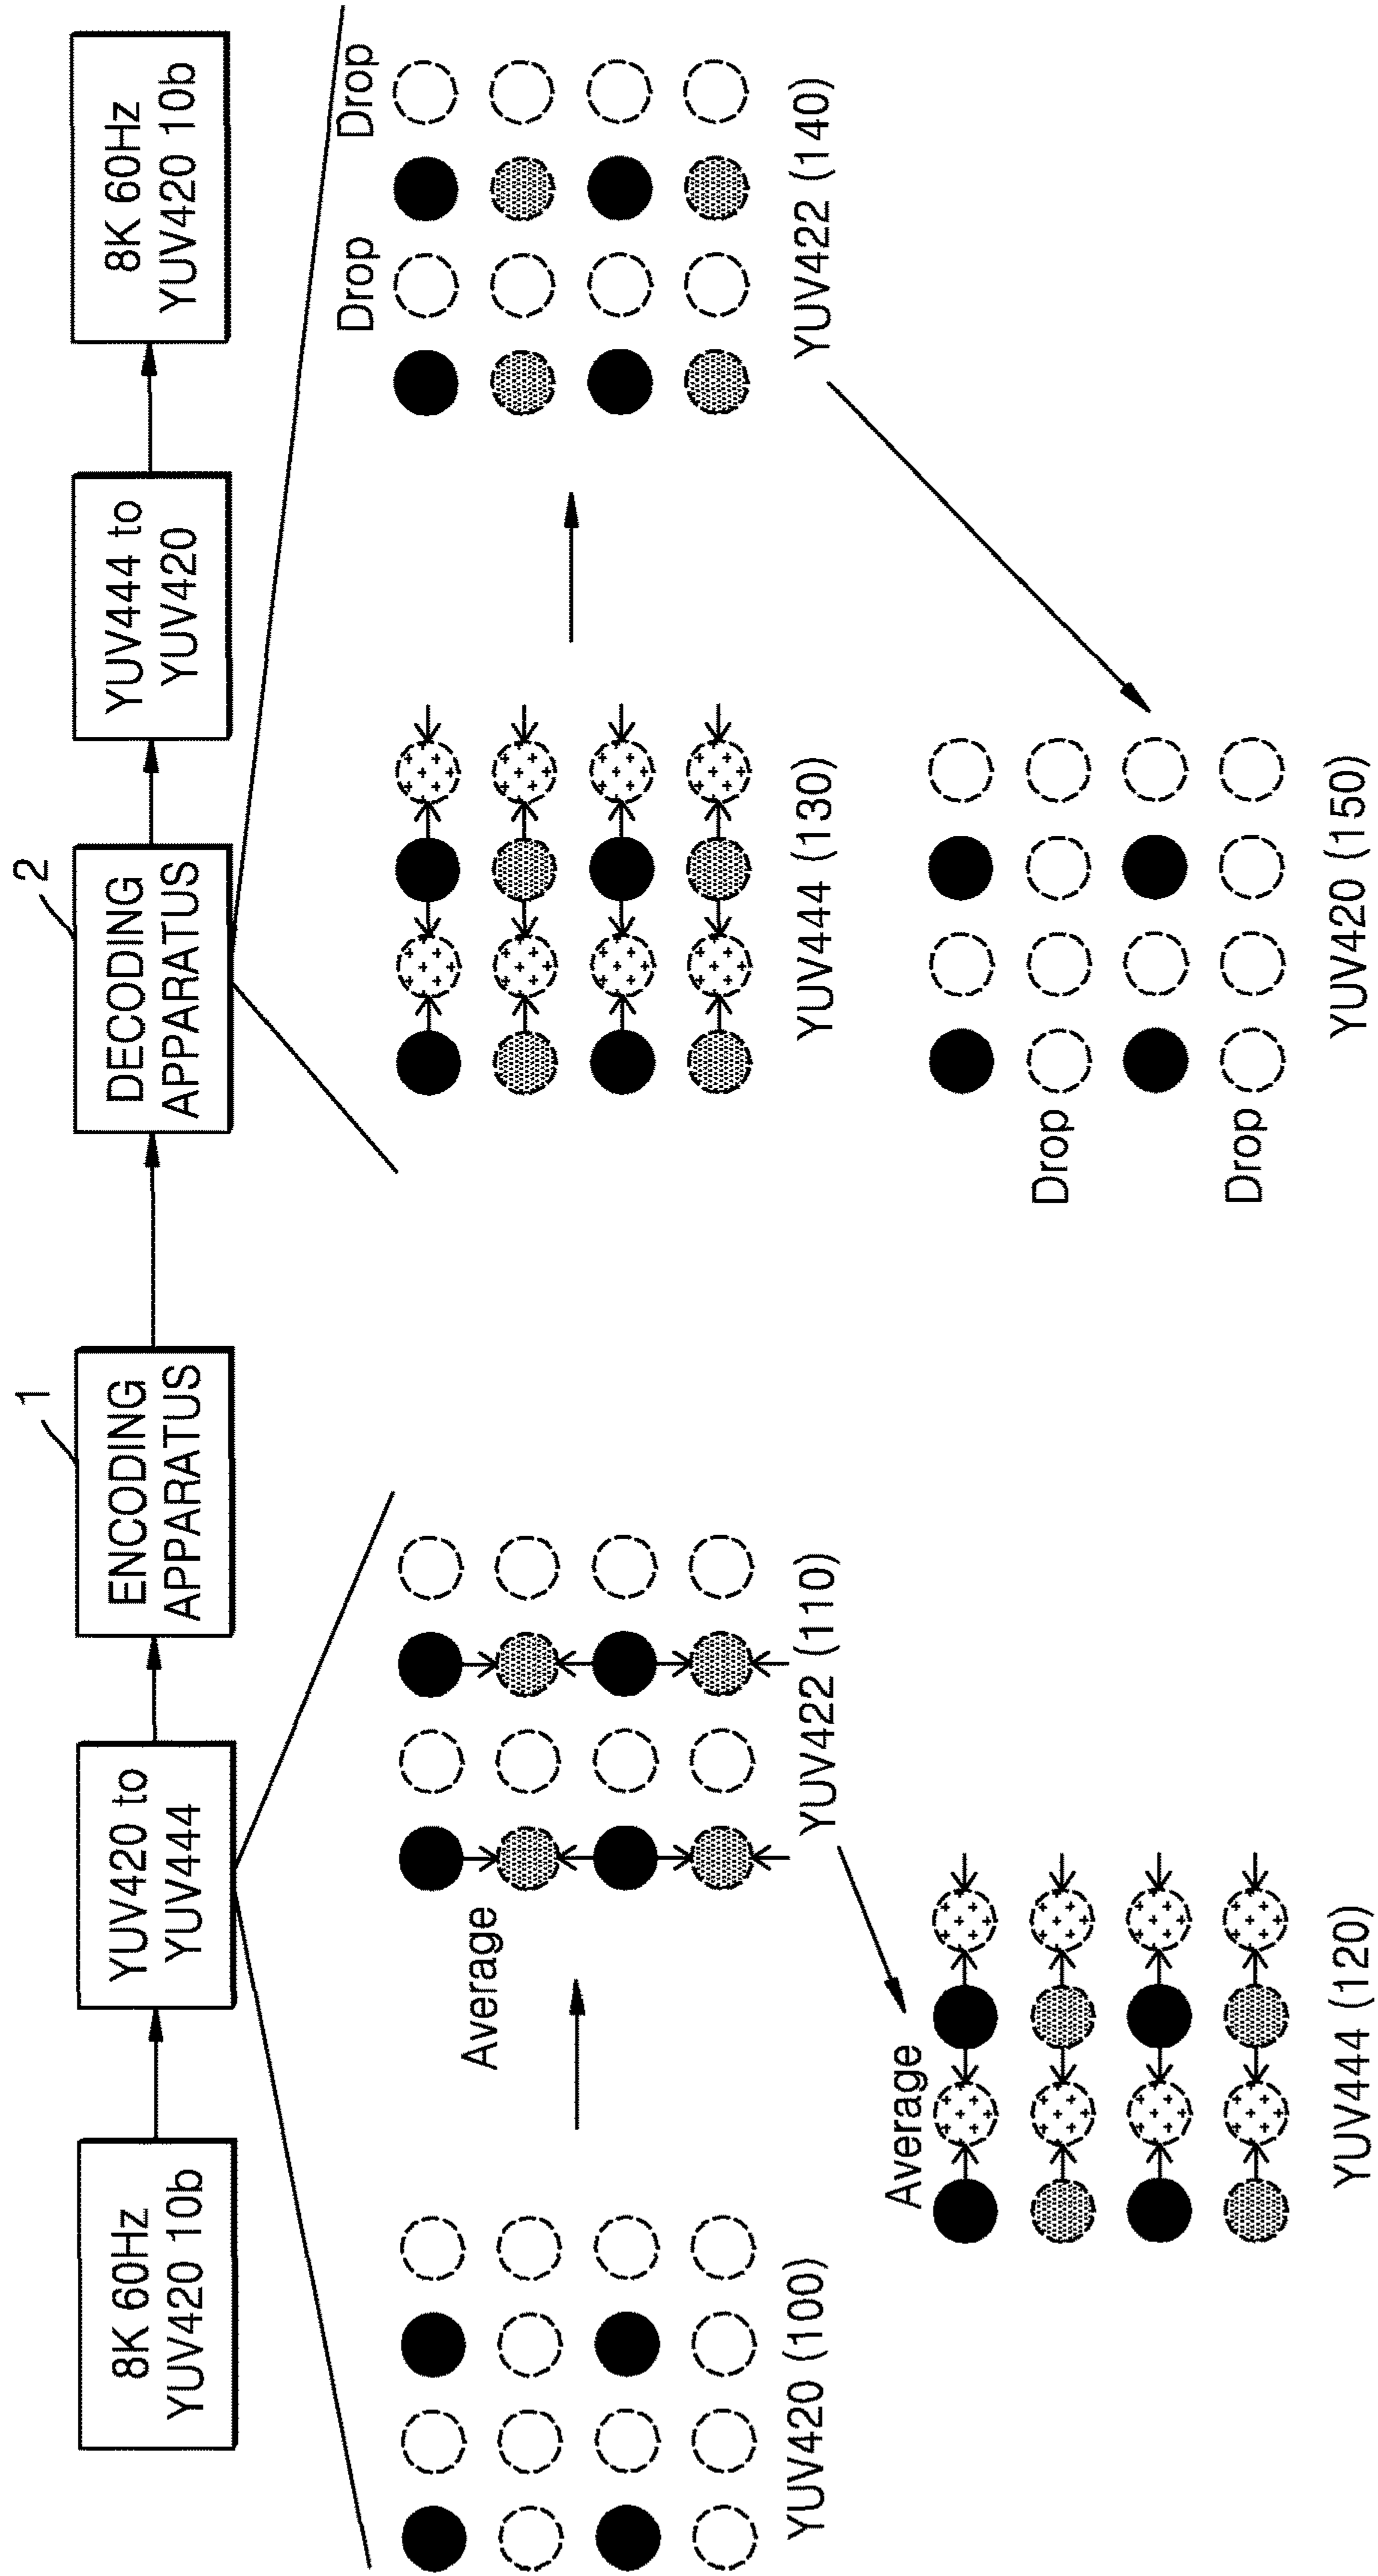 8K 60Hz
YUV420 10b
YUV420 to
YUV444
1
ENCODING
APPARATUS
2
DECODING
APPARATUS
YUV444 to
YUV420
8K 60Hz
YUV420 10b
YUV420 (100)
Average
YUV422 (110)
Average
YUV444 (120)
YUV444 (130)
Drop
Drop
YUV422 (140)
Drop
Drop
YUV420 (150)